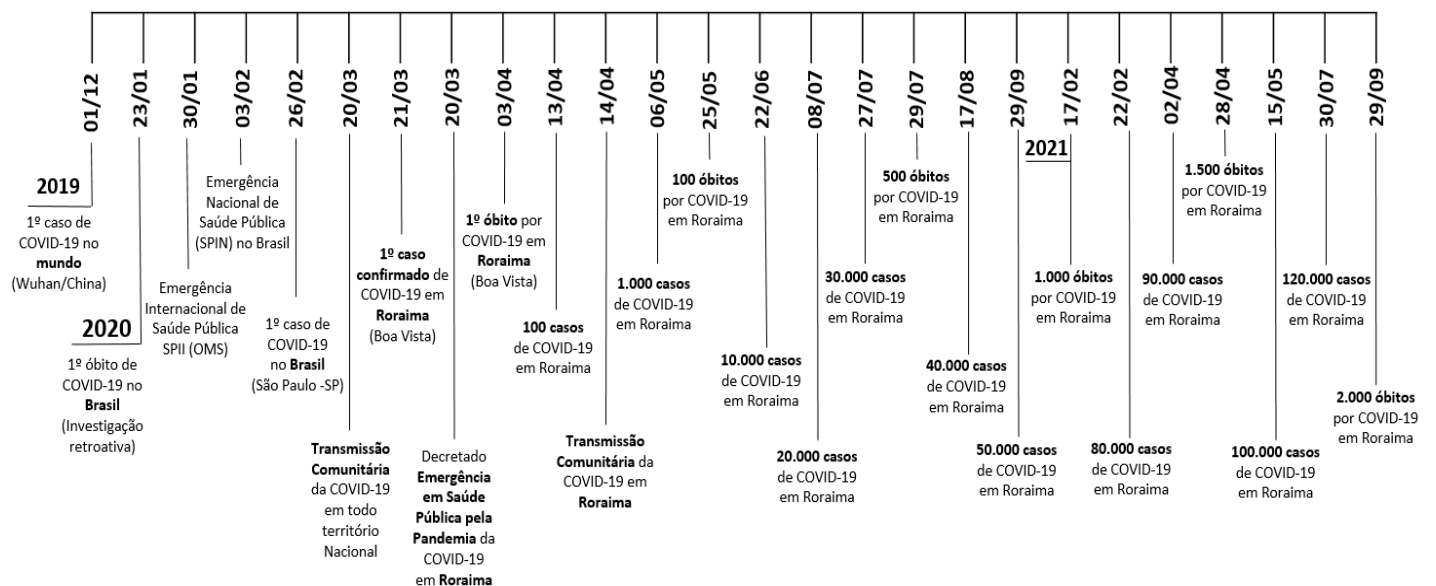 01/12
23/01
30/01
03/02
26/02
20/03
21/03
20/03
03/04
13/04
14/04
06/05
25/05
22/06
08/07
27/07
29/07
17/08
29/09
17/02
22/02
02/04
28/04
15/05
30/07
29/09
2019
1º caso de
COVID-19 no
mundo
(Wuhan/China)
2020
1º óbito de
COVID-19 no
Brasil
(Investigação
retroativa)
Emergência
Internacional de
Saúde Pública
SPII (OMS)
Emergência
Nacional de
Saúde Pública
(SPIN) no Brasil
1º caso de
COVID-19
no Brasil
(São Paulo -SP)
Transmissão
Comunitária
da COVID-19
em todo
território
Nacional
1º caso
confirmado de
COVID-19 em
Roraima
(Boa Vista)
Decretado
Emergência
em Saúde
Pública pela
Pandemia da
COVID-19
em Roraima
1º óbito por
COVID-19 em
Roraima
(Boa Vista)
100 casos
de COVID-19
em Roraima
Transmissão
Comunitária da
COVID-19 em
Roraima
1.000 casos
de COVID-19
em Roraima
100 óbitos
por COVID-19
em Roraima
10.000 casos
de COVID-19
em Roraima
20.000 casos
de COVID-19
em Roraima
30.000 casos
de COVID-19
em Roraima
500 óbitos
por COVID-19
em Roraima
40.000 casos
de COVID-19
em Roraima
50.000 casos
de COVID-19
em Roraima
2021
1.000 óbitos
por COVID-19
em Roraima
80.000 casos
de COVID-19
em Roraima
90.000 casos
de COVID-19
em Roraima
1.500 óbitos
por COVID-19
em Roraima
100.000 casos
de COVID-19
em Roraima
120.000 casos
de COVID-19
em Roraima
2.000 óbitos
por COVID-19
em Roraima